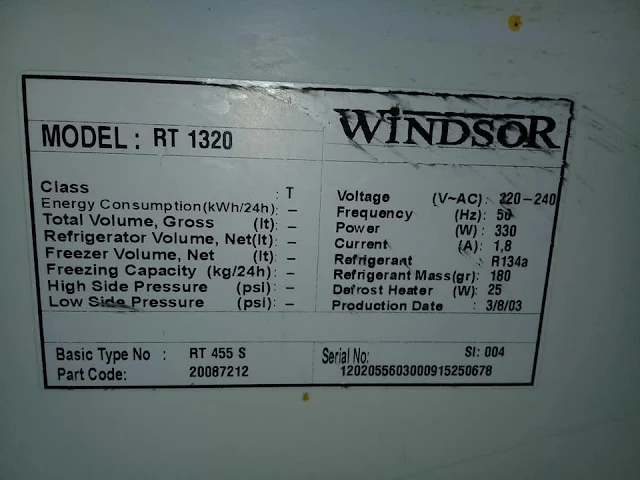 MODEL : RT 1320
WiNDSOR
Class : T
Energy Consumption(kWh/24h): –
Total Volume, Gross (lt): –
Refrigerator Volume, Net(lt): –
Freezer Volume, Net (lt): –
Freezing Capacity (kg/24h): –
High Side Pressure (psi): –
Low Side Pressure (psi): –
Voltage (V~AC): 220-240
Frequency (Hz): 50
Power (W): 330
Current (A): 1,8
Refrigerant : R134a
Refrigerant Mass(gr): 180
Defrost Heater (W): 25
Production Date : 3/8/03
Basic Type No : RT 455 S
Part Code: 20087212
Serial No: SI: 004
1202055603000915250678